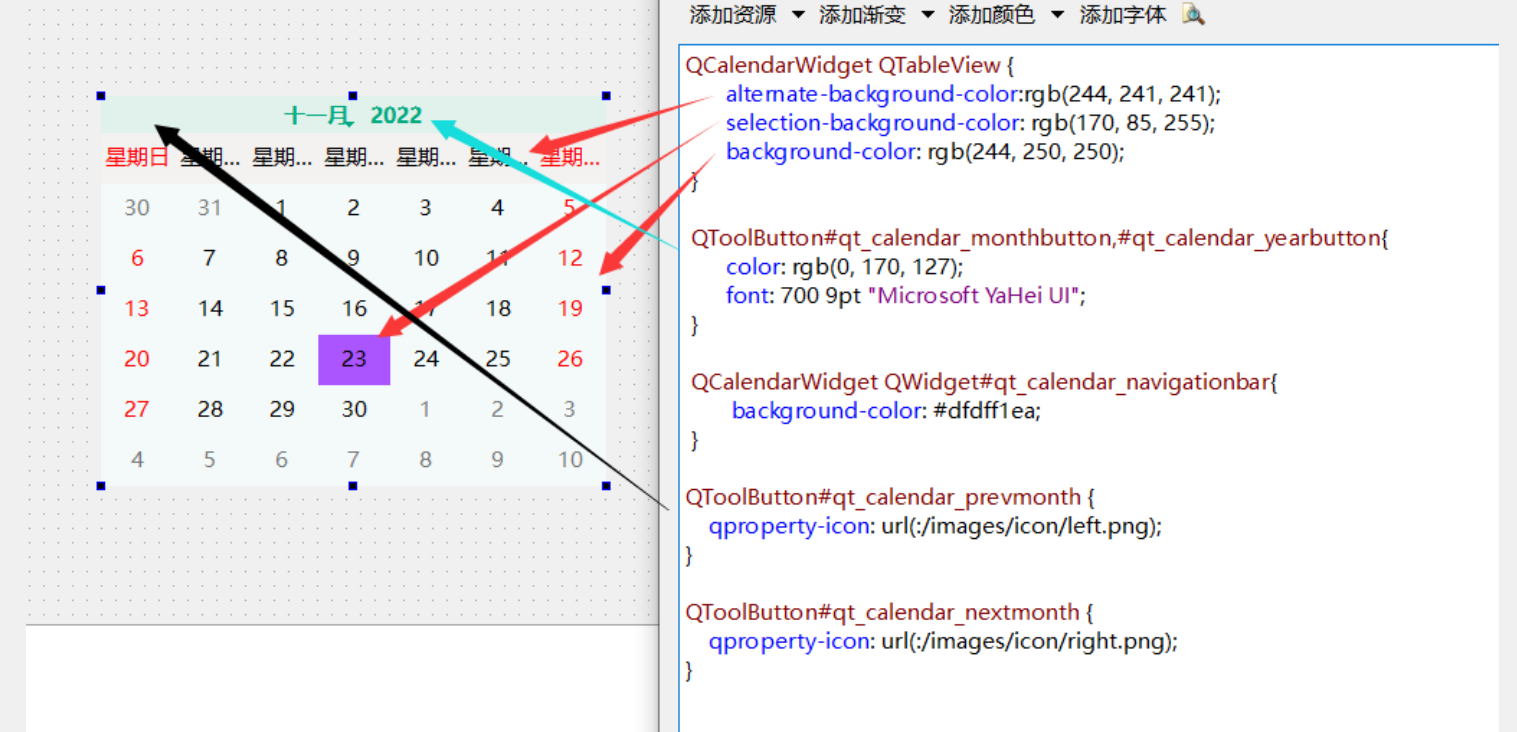 添加资源 添加渐变 添加颜色 添加字体
十一月 2022
星期日 星期... 星期... 星期... 星期... 星期... 星期...
30 31 1 2 3 4 5
6 7 8 9 10 11 12
13 14 15 16 17 18 19
20 21 22 23 24 25 26
27 28 29 30 1 2 3
4 5 6 7 8 9 10
QCalendarWidget QTableView {
alternate-background-color:rgb(244, 241, 241);
selection-background-color: rgb(170, 85, 255);
background-color: rgb(244, 250, 250);
}
QToolButton#qt_calendar_monthbutton,#qt_calendar_yearbutton{
color: rgb(0, 170, 127);
font: 700 9pt "Microsoft YaHei UI";
}
QCalendarWidget QWidget#qt_calendar_navigationbar{
background-color: #dfdff1ea;
}
QToolButton#qt_calendar_prevmonth {
qproperty-icon: url(:/images/icon/left.png);
}
QToolButton#qt_calendar_nextmonth {
qproperty-icon: url(:/images/icon/right.png);
}